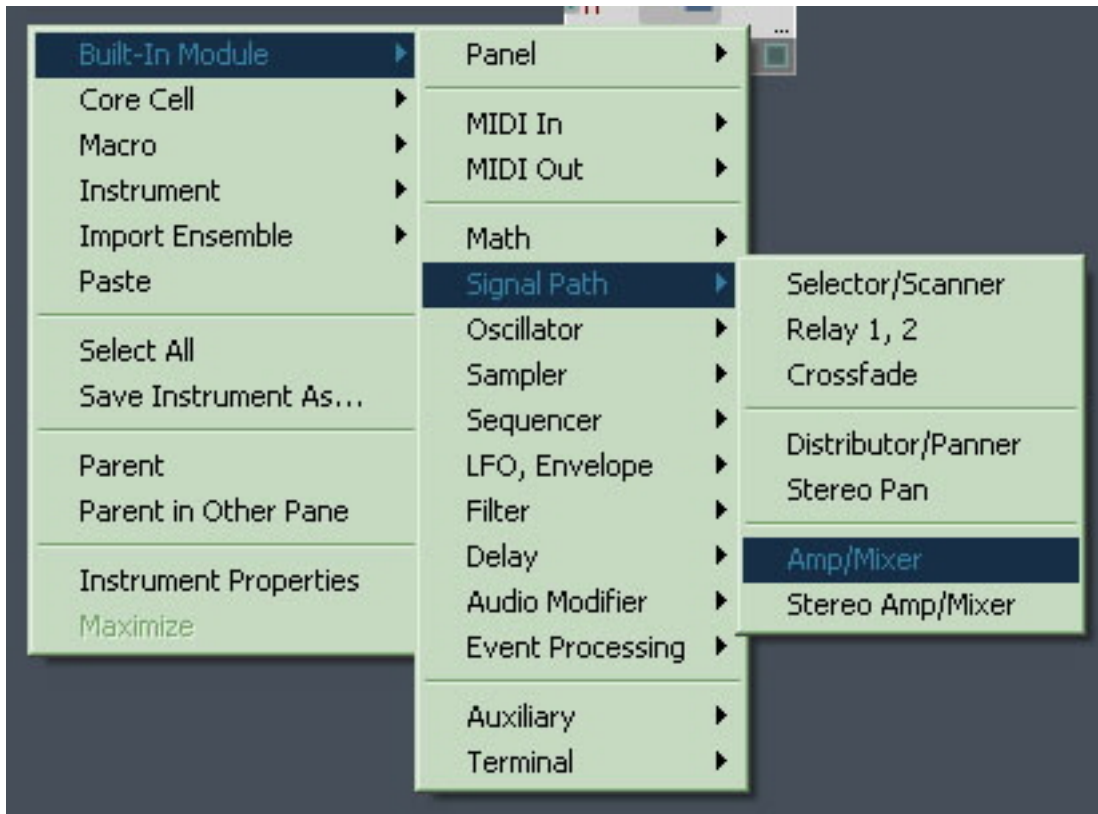 ...
Built-In Module
Core Cell
Macro
Instrument
Import Ensemble
Paste
Select All
Save Instrument As...
Parent
Parent in Other Pane
Instrument Properties
Maximize
Panel
MIDI In
MIDI Out
Math
Signal Path
Oscillator
Sampler
Sequencer
LFO, Envelope
Filter
Delay
Audio Modifier
Event Processing
Auxiliary
Terminal
Selector/Scanner
Relay 1, 2
Crossfade
Distributor/Panner
Stereo Pan
Amp/Mixer
Stereo Amp/Mixer